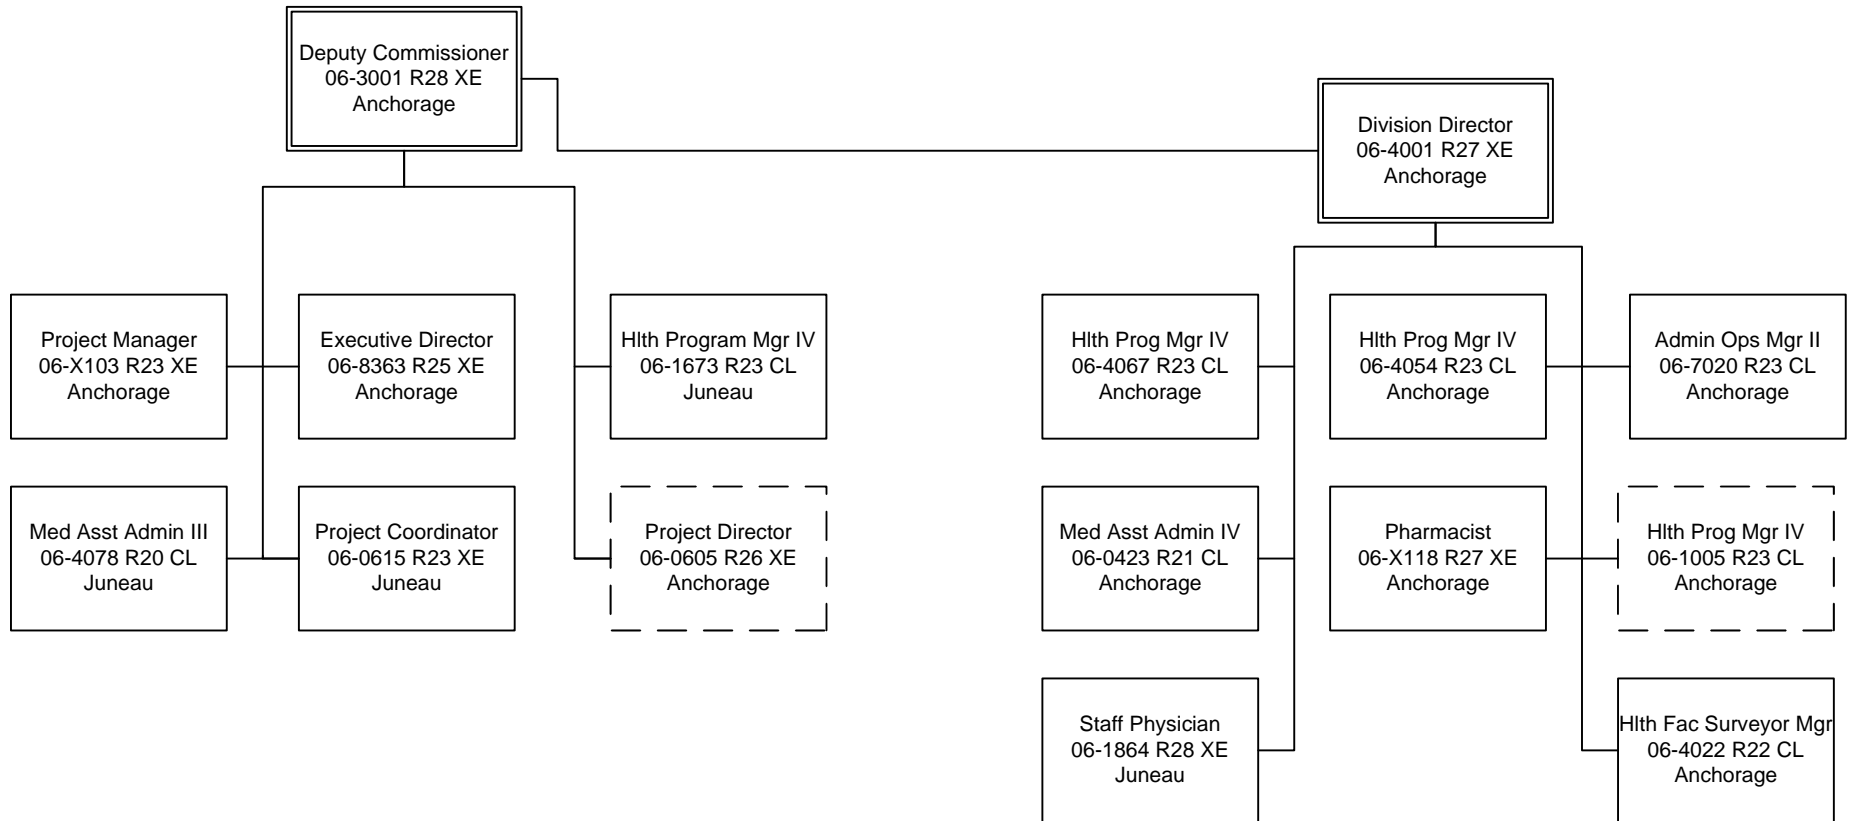 Deputy Commissioner
06-3001 R28 XE
Anchorage
Division Director
06-4001 R27 XE
Anchorage
Project Manager
06-X103 R23 XE
Anchorage
Executive Director
06-8363 R25 XE
Anchorage
Hlth Program Mgr IV
06-1673 R23 CL
Juneau
Hlth Prog Mgr IV
06-4067 R23 CL
Anchorage
Hlth Prog Mgr IV
06-4054 R23 CL
Anchorage
Admin Ops Mgr II
06-7020 R23 CL
Anchorage
Med Asst Admin III
06-4078 R20 CL
Juneau
Project Coordinator
06-0615 R23 XE
Juneau
Project Director
06-0605 R26 XE
Anchorage
Med Asst Admin IV
06-0423 R21 CL
Anchorage
Pharmacist
06-X118 R27 XE
Anchorage
Hlth Prog Mgr IV
06-1005 R23 CL
Anchorage
Staff Physician
06-1864 R28 XE
Juneau
Hlth Fac Surveyor Mgr
06-4022 R22 CL
Anchorage